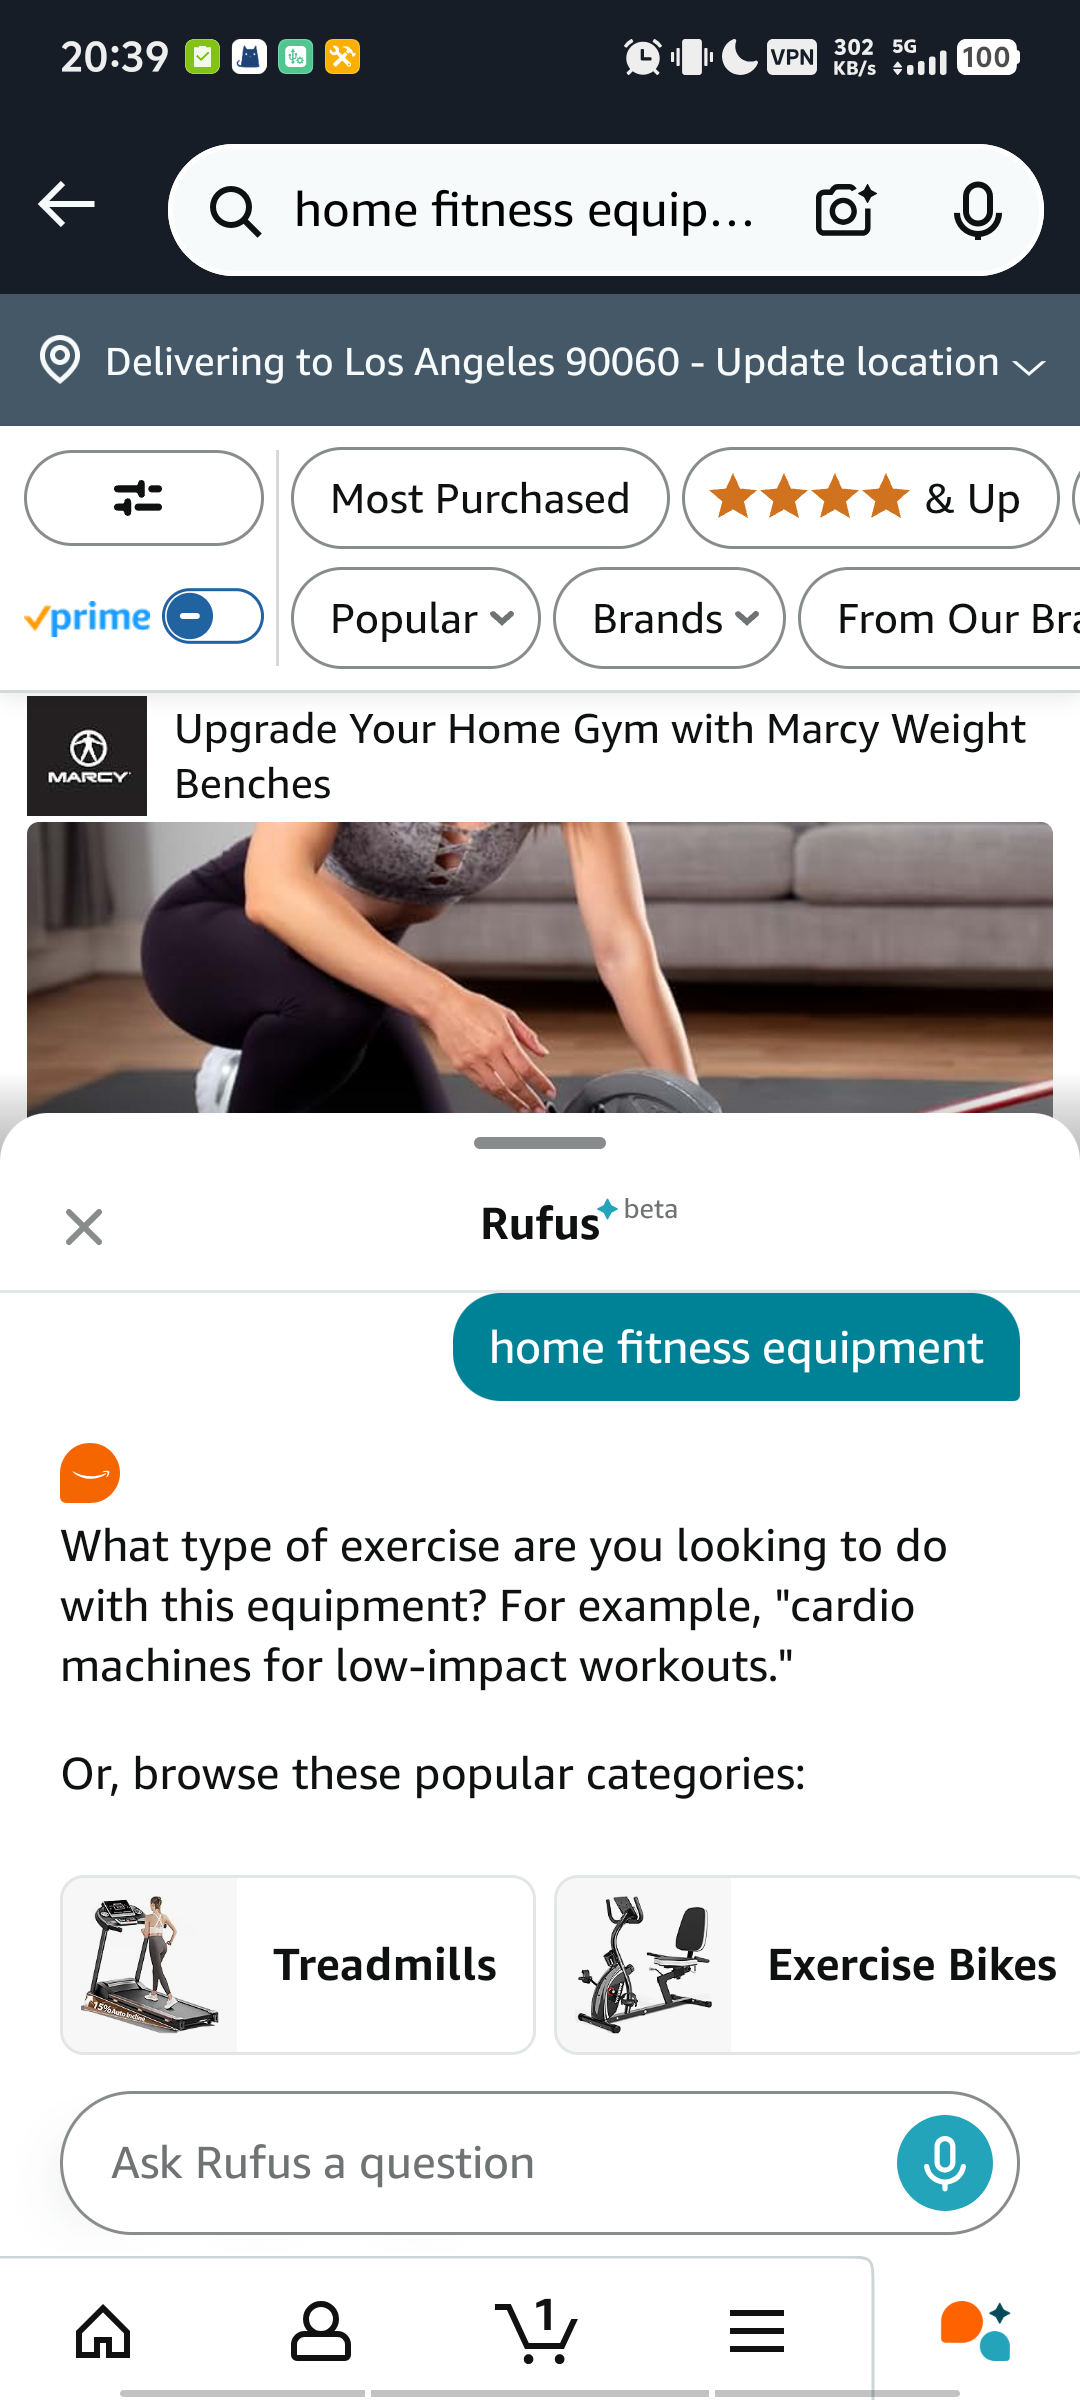 20:39
VPN
302
KB/s
5G
100
home fitness equip...
Delivering to Los Angeles 90060 - Update location
Most Purchased
& Up
prime
Popular
Brands
From Our Bra
MARCY
Upgrade Your Home Gym with Marcy Weight
Benches
Rufus beta
home fitness equipment
What type of exercise are you looking to do
with this equipment? For example, "cardio
machines for low-impact workouts."
Or, browse these popular categories:
15% Auto Incline
Treadmills
Exercise Bikes
Ask Rufus a question
1